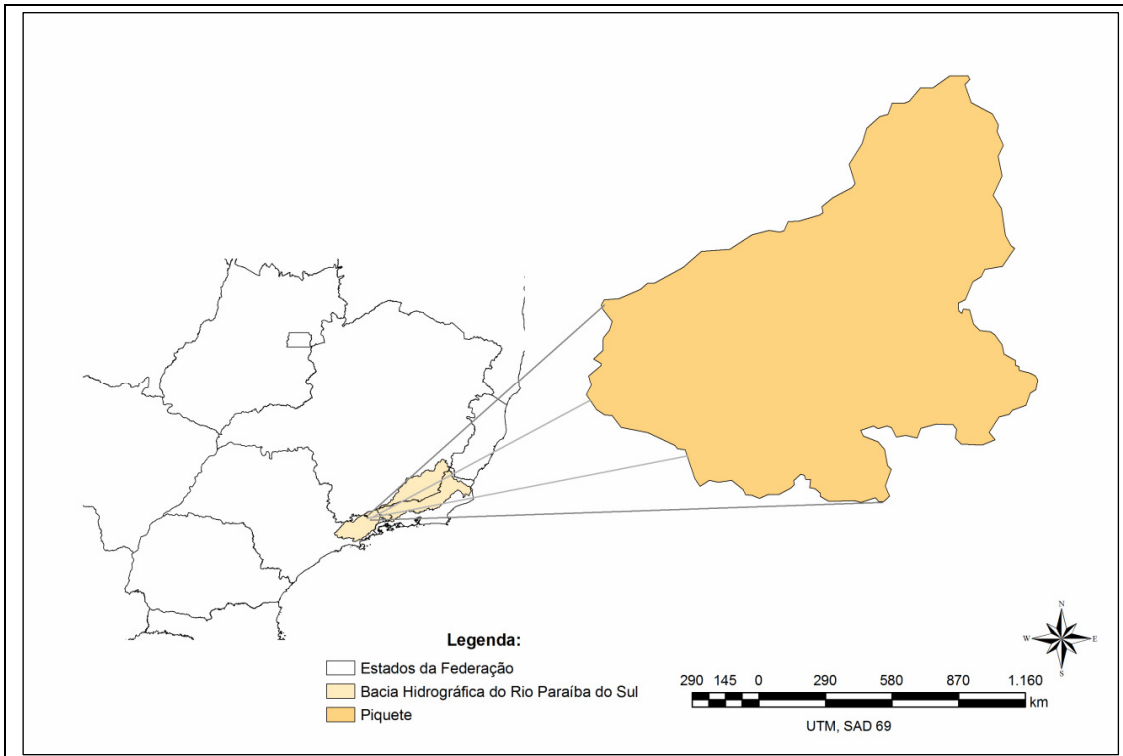 N
W E
S
Legenda:
Estados da Federação
Bacia Hidrográfica do Rio Paraíba do Sul
Piquete
290 145 0 290 580 870 1.160
km
UTM, SAD 69